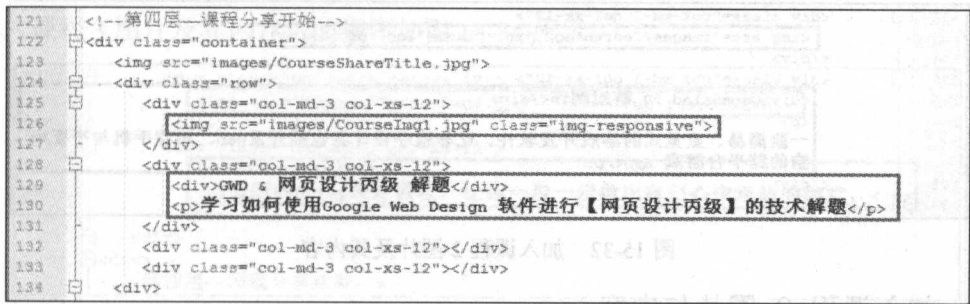 121 <!--第四层--课程分享开始-->
122 <div class="container">
123 <img src="images/CourseShareTitle.jpg">
124 <div class="row">
125 <div class="col-md-3 col-xs-12">
126 <img src="images/CourseImg1.jpg" class="img-responsive">
127 </div>
128 <div class="col-md-3 col-xs-12">
129 <div>GWD & 网页设计丙级 解题</div>
130 <p>学习如何使用Google Web Design 软件进行【网页设计丙级】的技术解题</p>
131 </div>
132 <div class="col-md-3 col-xs-12"></div>
133 <div class="col-md-3 col-xs-12"></div>
134 <div>